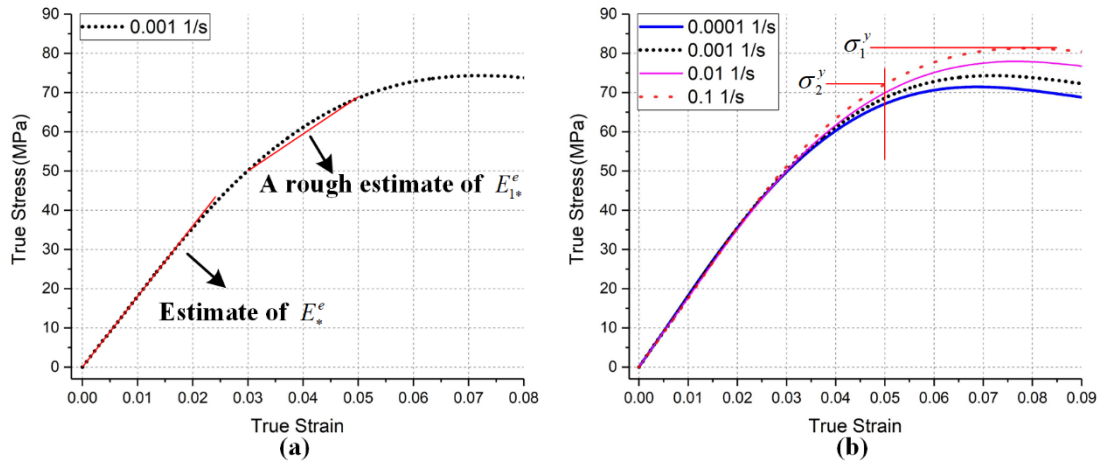 0.001 1/s
90
80
70
60
50
40
30
20
10
0
True Stress (MPa)
A rough estimate of E₁*ᵉ
Estimate of E*ᵉ
0.00 0.01 0.02 0.03 0.04 0.05 0.06 0.07 0.08
True Strain
(a)
0.0001 1/s
0.001 1/s
0.01 1/s
0.1 1/s
σ₁ʸ
σ₂ʸ
90
80
70
60
50
40
30
20
10
0
True Stress (MPa)
0.00 0.01 0.02 0.03 0.04 0.05 0.06 0.07 0.08 0.09
True Strain
(b)